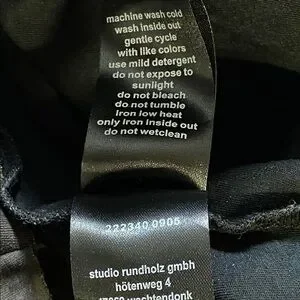 machine wash cold
wash inside out
gentle cycle
with like colors
use mild detergent
do not expose to
sunlight
do not bleach
do not tumble
iron low heat
only iron inside out
do not wetclean
222340 0905
studio rundholz gmbh
hötenweg 4
wachtendonk